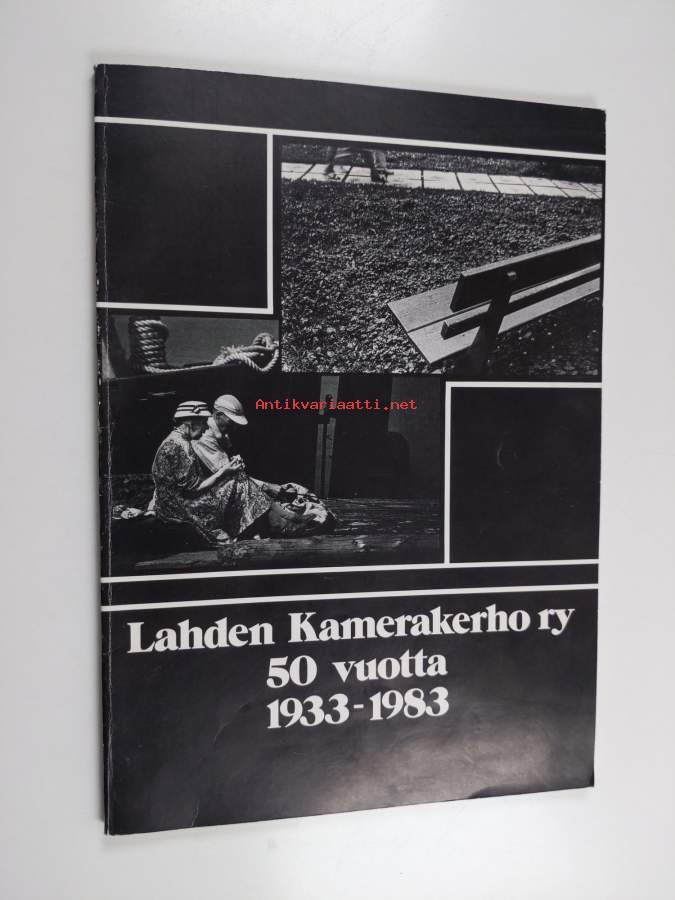 Antikvariaatti.net
Lahden Kamerakerho ry
50 vuotta
1933-1983